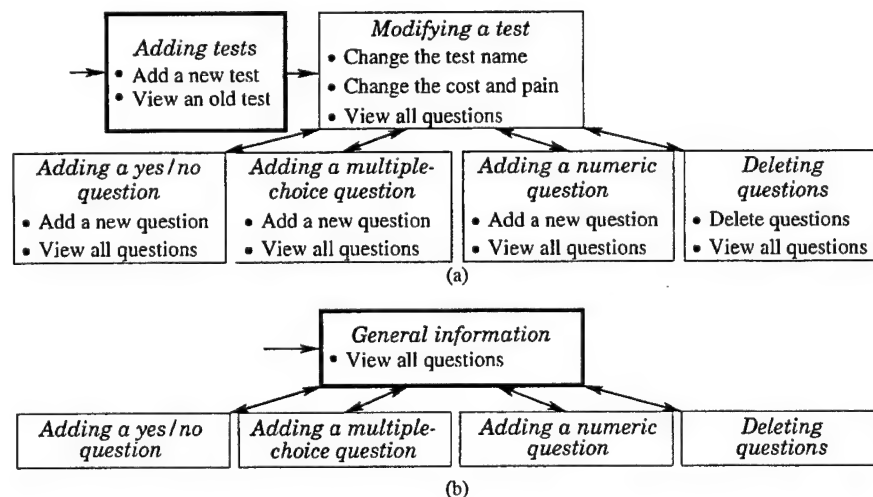 Adding tests
• Add a new test
• View an old test
Modifying a test
• Change the test name
• Change the cost and pain
• View all questions
Adding a yes/no
question
• Add a new question
• View all questions
Adding a multiple-
choice question
• Add a new question
• View all questions
Adding a numeric
question
• Add a new question
• View all questions
Deleting
questions
• Delete questions
• View all questions
(a)
General information
• View all questions
Adding a yes/no
question
Adding a multiple-
choice question
Adding a numeric
question
Deleting
questions
(b)